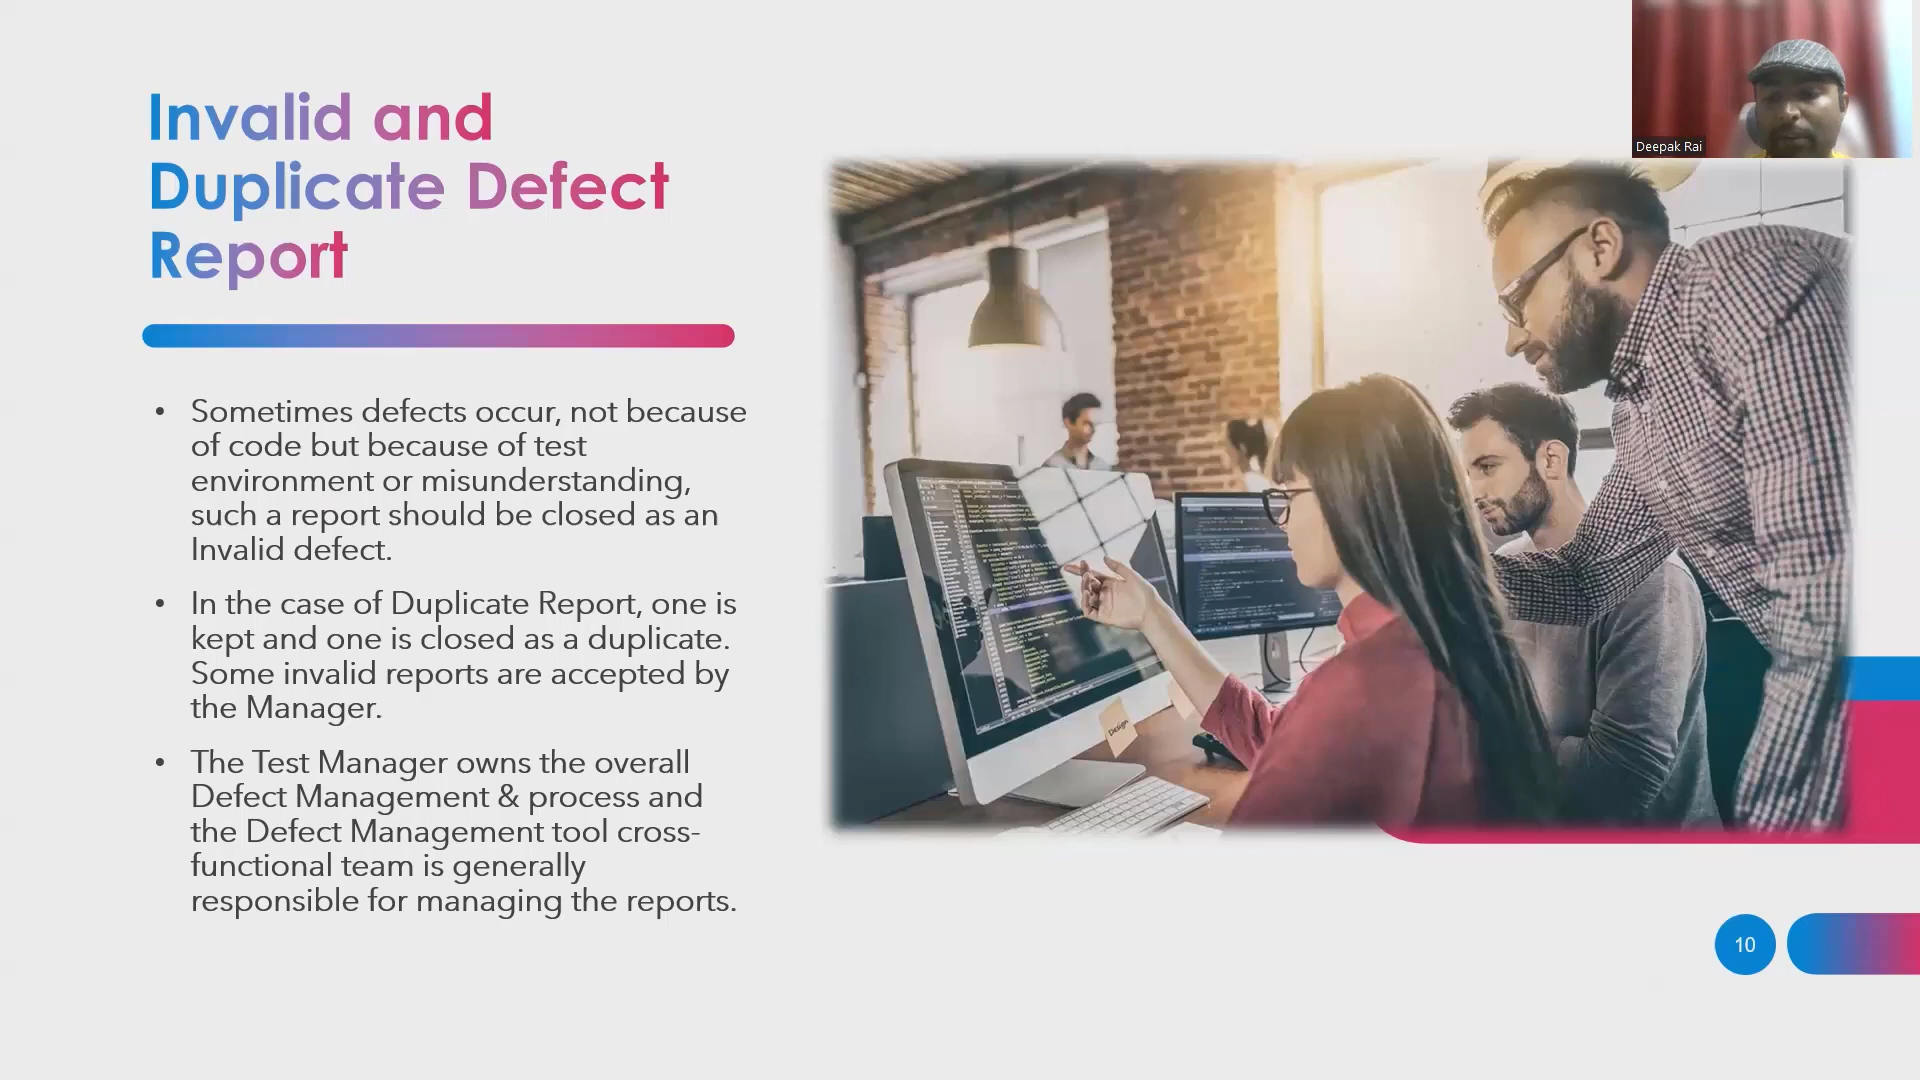 Invalid and
Duplicate Defect
Report
• Sometimes defects occur, not because
of code but because of test
environment or misunderstanding,
such a report should be closed as an
Invalid defect.
• In the case of Duplicate Report, one is
kept and one is closed as a duplicate.
Some invalid reports are accepted by
the Manager.
• The Test Manager owns the overall
Defect Management & process and
the Defect Management tool cross-
functional team is generally
responsible for managing the reports.
Deepak Rai
Design
10